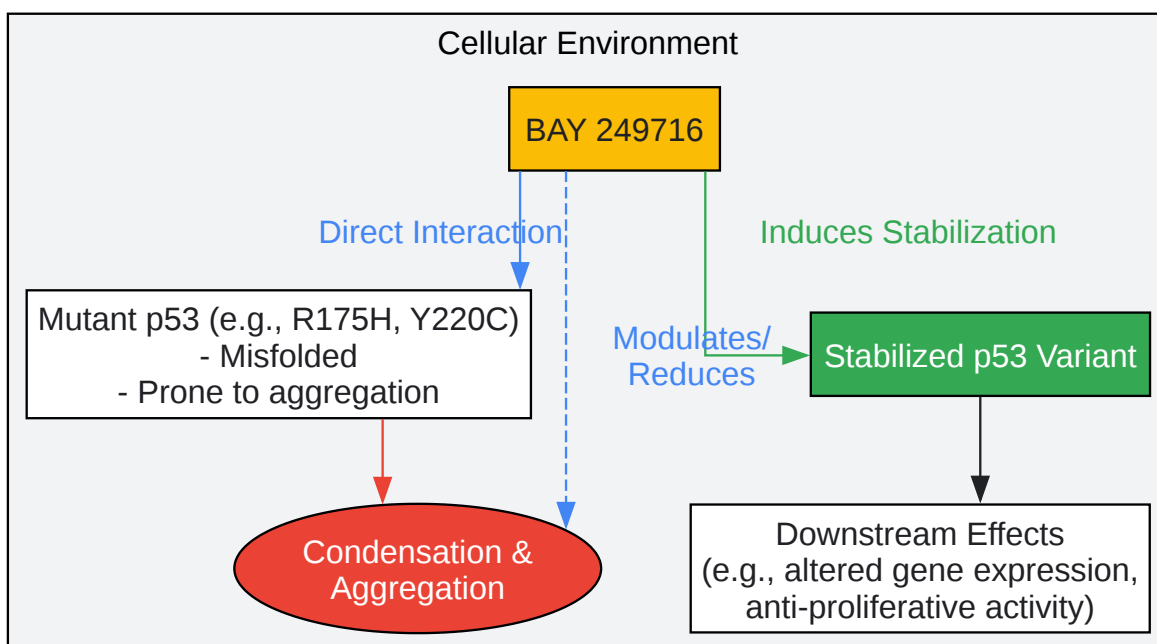 Cellular Environment
BAY 249716
Direct Interaction
Induces Stabilization
Mutant p53 (e.g., R175H, Y220C)
- Misfolded
- Prone to aggregation
Modulates/
Reduces
Stabilized p53 Variant
Condensation &
Aggregation
Downstream Effects
(e.g., altered gene expression,
anti-proliferative activity)